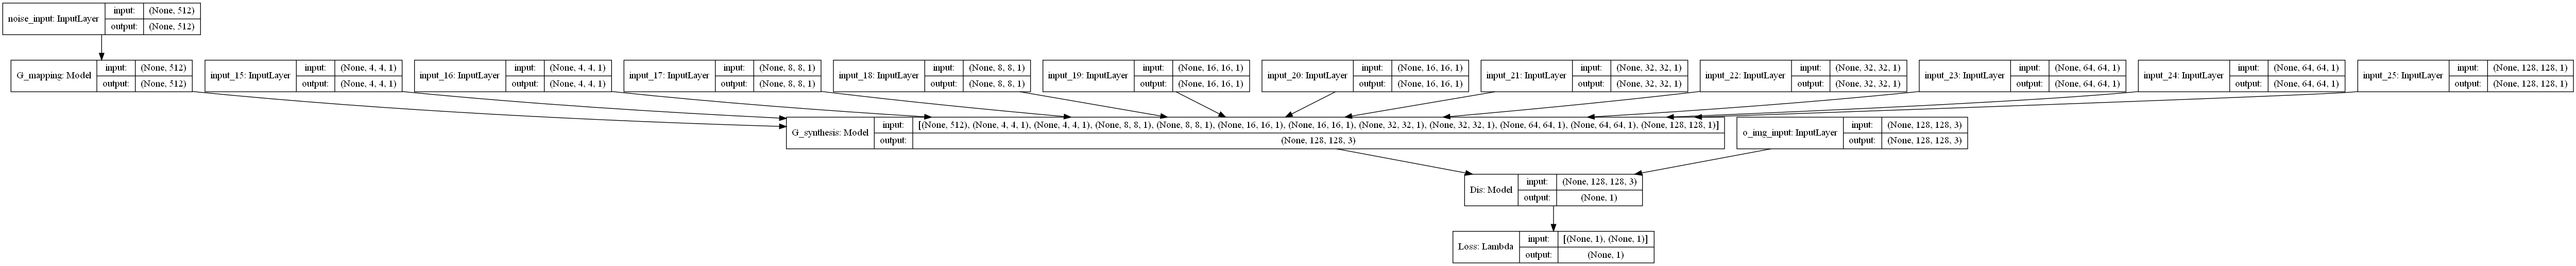 noise_input: InputLayer
input: (None, 512)
output: (None, 512)
G_mapping: Model
input: (None, 512)
output: (None, 512)
input_15: InputLayer
input: (None, 4, 4, 1)
output: (None, 4, 4, 1)
input_16: InputLayer
input: (None, 4, 4, 1)
output: (None, 4, 4, 1)
input_17: InputLayer
input: (None, 8, 8, 1)
output: (None, 8, 8, 1)
input_18: InputLayer
input: (None, 8, 8, 1)
output: (None, 8, 8, 1)
input_19: InputLayer
input: (None, 16, 16, 1)
output: (None, 16, 16, 1)
input_20: InputLayer
input: (None, 16, 16, 1)
output: (None, 16, 16, 1)
input_21: InputLayer
input: (None, 32, 32, 1)
output: (None, 32, 32, 1)
input_22: InputLayer
input: (None, 32, 32, 1)
output: (None, 32, 32, 1)
input_23: InputLayer
input: (None, 64, 64, 1)
output: (None, 64, 64, 1)
input_24: InputLayer
input: (None, 64, 64, 1)
output: (None, 64, 64, 1)
input_25: InputLayer
input: (None, 128, 128, 1)
output: (None, 128, 128, 1)
G_synthesis: Model
input: [(None, 512), (None, 4, 4, 1), (None, 4, 4, 1), (None, 8, 8, 1), (None, 8, 8, 1), (None, 16, 16, 1), (None, 16, 16, 1), (None, 32, 32, 1), (None, 32, 32, 1), (None, 64, 64, 1), (None, 64, 64, 1), (None, 128, 128, 1)]
output: (None, 128, 128, 3)
o_img_input: InputLayer
input: (None, 128, 128, 3)
output: (None, 128, 128, 3)
Dis: Model
input: (None, 128, 128, 3)
output: (None, 1)
Loss: Lambda
input: [(None, 1), (None, 1)]
output: (None, 1)